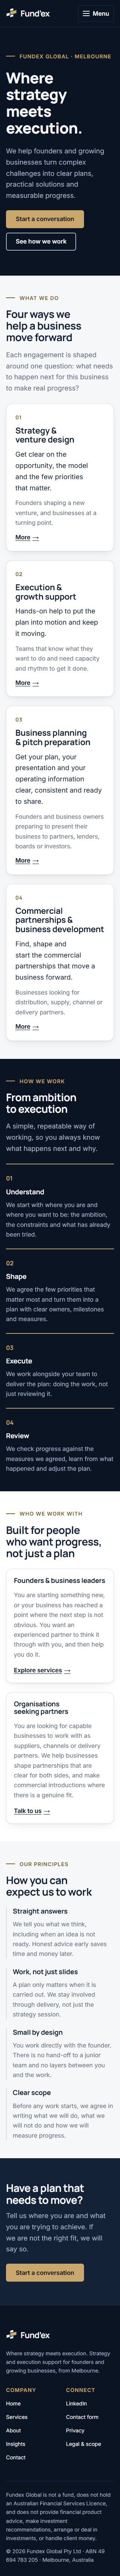 Fund'ex
Menu
FUNDEX GLOBAL · MELBOURNE
Where
strategy
meets
execution.
We help founders and growing
businesses turn complex
challenges into clear plans,
practical solutions and
measurable progress.
Start a conversation
See how we work
WHAT WE DO
Four ways we
help a business
move forward
Each engagement is shaped
around one question: what needs
to happen next for this business
to make real progress?
01
Strategy &
venture design
Get clear on the
opportunity, the model
and the few priorities
that matter.
Founders shaping a new
venture, and businesses at a
turning point.
More →
02
Execution &
growth support
Hands-on help to put the
plan into motion and keep
it moving.
Teams that know what they
want to do and need capacity
and rhythm to get it done.
More →
03
Business planning
& pitch preparation
Get your plan, your
presentation and your
operating information
clear, consistent and ready
to share.
Founders and business owners
preparing to present their
business to partners, lenders,
boards or investors.
More →
04
Commercial
partnerships &
business development
Find, shape and
start the commercial
partnerships that move a
business forward.
Businesses looking for
distribution, supply, channel or
delivery partners.
More →
HOW WE WORK
From ambition
to execution
A simple, repeatable way of
working, so you always know
what happens next and why.
01
Understand
We start with where you are and
where you want to be: the ambition,
the constraints and what has already
been tried.
02
Shape
We agree the few priorities that
matter most and turn them into a
plan with clear owners, milestones
and measures.
03
Execute
We work alongside your team to
deliver the plan: doing the work, not
just reviewing it.
04
Review
We check progress against the
measures we agreed, learn from what
happened and adjust the plan.
WHO WE WORK WITH
Built for people
who want progress,
not just a plan
Founders & business leaders
You are starting something new,
or your business has reached a
point where the next step is not
obvious. You want an
experienced partner to think it
through with you, and then help
you do it.
Explore services →
Organisations
seeking partners
You are looking for capable
businesses to work with as
suppliers, channels or delivery
partners. We help businesses
shape partnerships that are
clear for both sides, and make
commercial introductions where
there is a genuine fit.
Talk to us →
OUR PRINCIPLES
How you can
expect us to work
Straight answers
We tell you what we think,
including when an idea is not
ready. Honest advice early saves
time and money later.
Work, not just slides
A plan only matters when it is
carried out. We stay involved
through delivery, not just the
strategy session.
Small by design
You work directly with the founder.
There is no hand-off to a junior
team and no layers between you
and the work.
Clear scope
Before any work starts, we agree in
writing what we will do, what we
will not do and how we will
measure progress.
Have a plan that
needs to move?
Tell us where you are and what
you are trying to achieve. If
we are not the right fit, we will
say so.
Start a conversation
Fund'ex
Where strategy meets execution. Strategy
and execution support for founders and
growing businesses, from Melbourne.
COMPANY
Home
Services
About
Insights
Contact
CONNECT
LinkedIn
Contact form
Privacy
Legal & scope
Fundex Global is not a fund, does not hold
an Australian Financial Services Licence,
and does not provide financial product
advice, make investment
recommendations, arrange or deal in
investments, or handle client money.
© 2026 Fundex Global Pty Ltd · ABN 49
694 783 205 · Melbourne, Australia